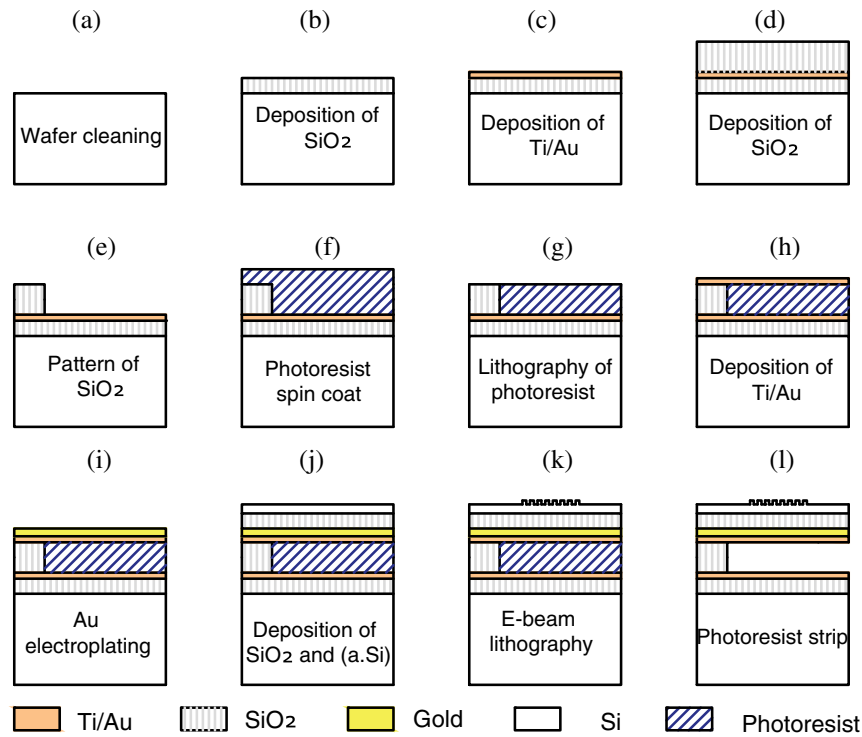 (a)
(b)
(c)
(d)
Wafer cleaning
Deposition of
SiO2
Deposition of
Ti/Au
Deposition of
SiO2
(e)
(f)
(g)
(h)
Pattern of
SiO2
Photoresist
spin coat
Lithography of
photoresist
Deposition of
Ti/Au
(i)
(j)
(k)
(l)
Au
electroplating
Deposition of
SiO2 and (a.Si)
E-beam
lithography
Photoresist strip
Ti/Au
SiO2
Gold
Si
Photoresist